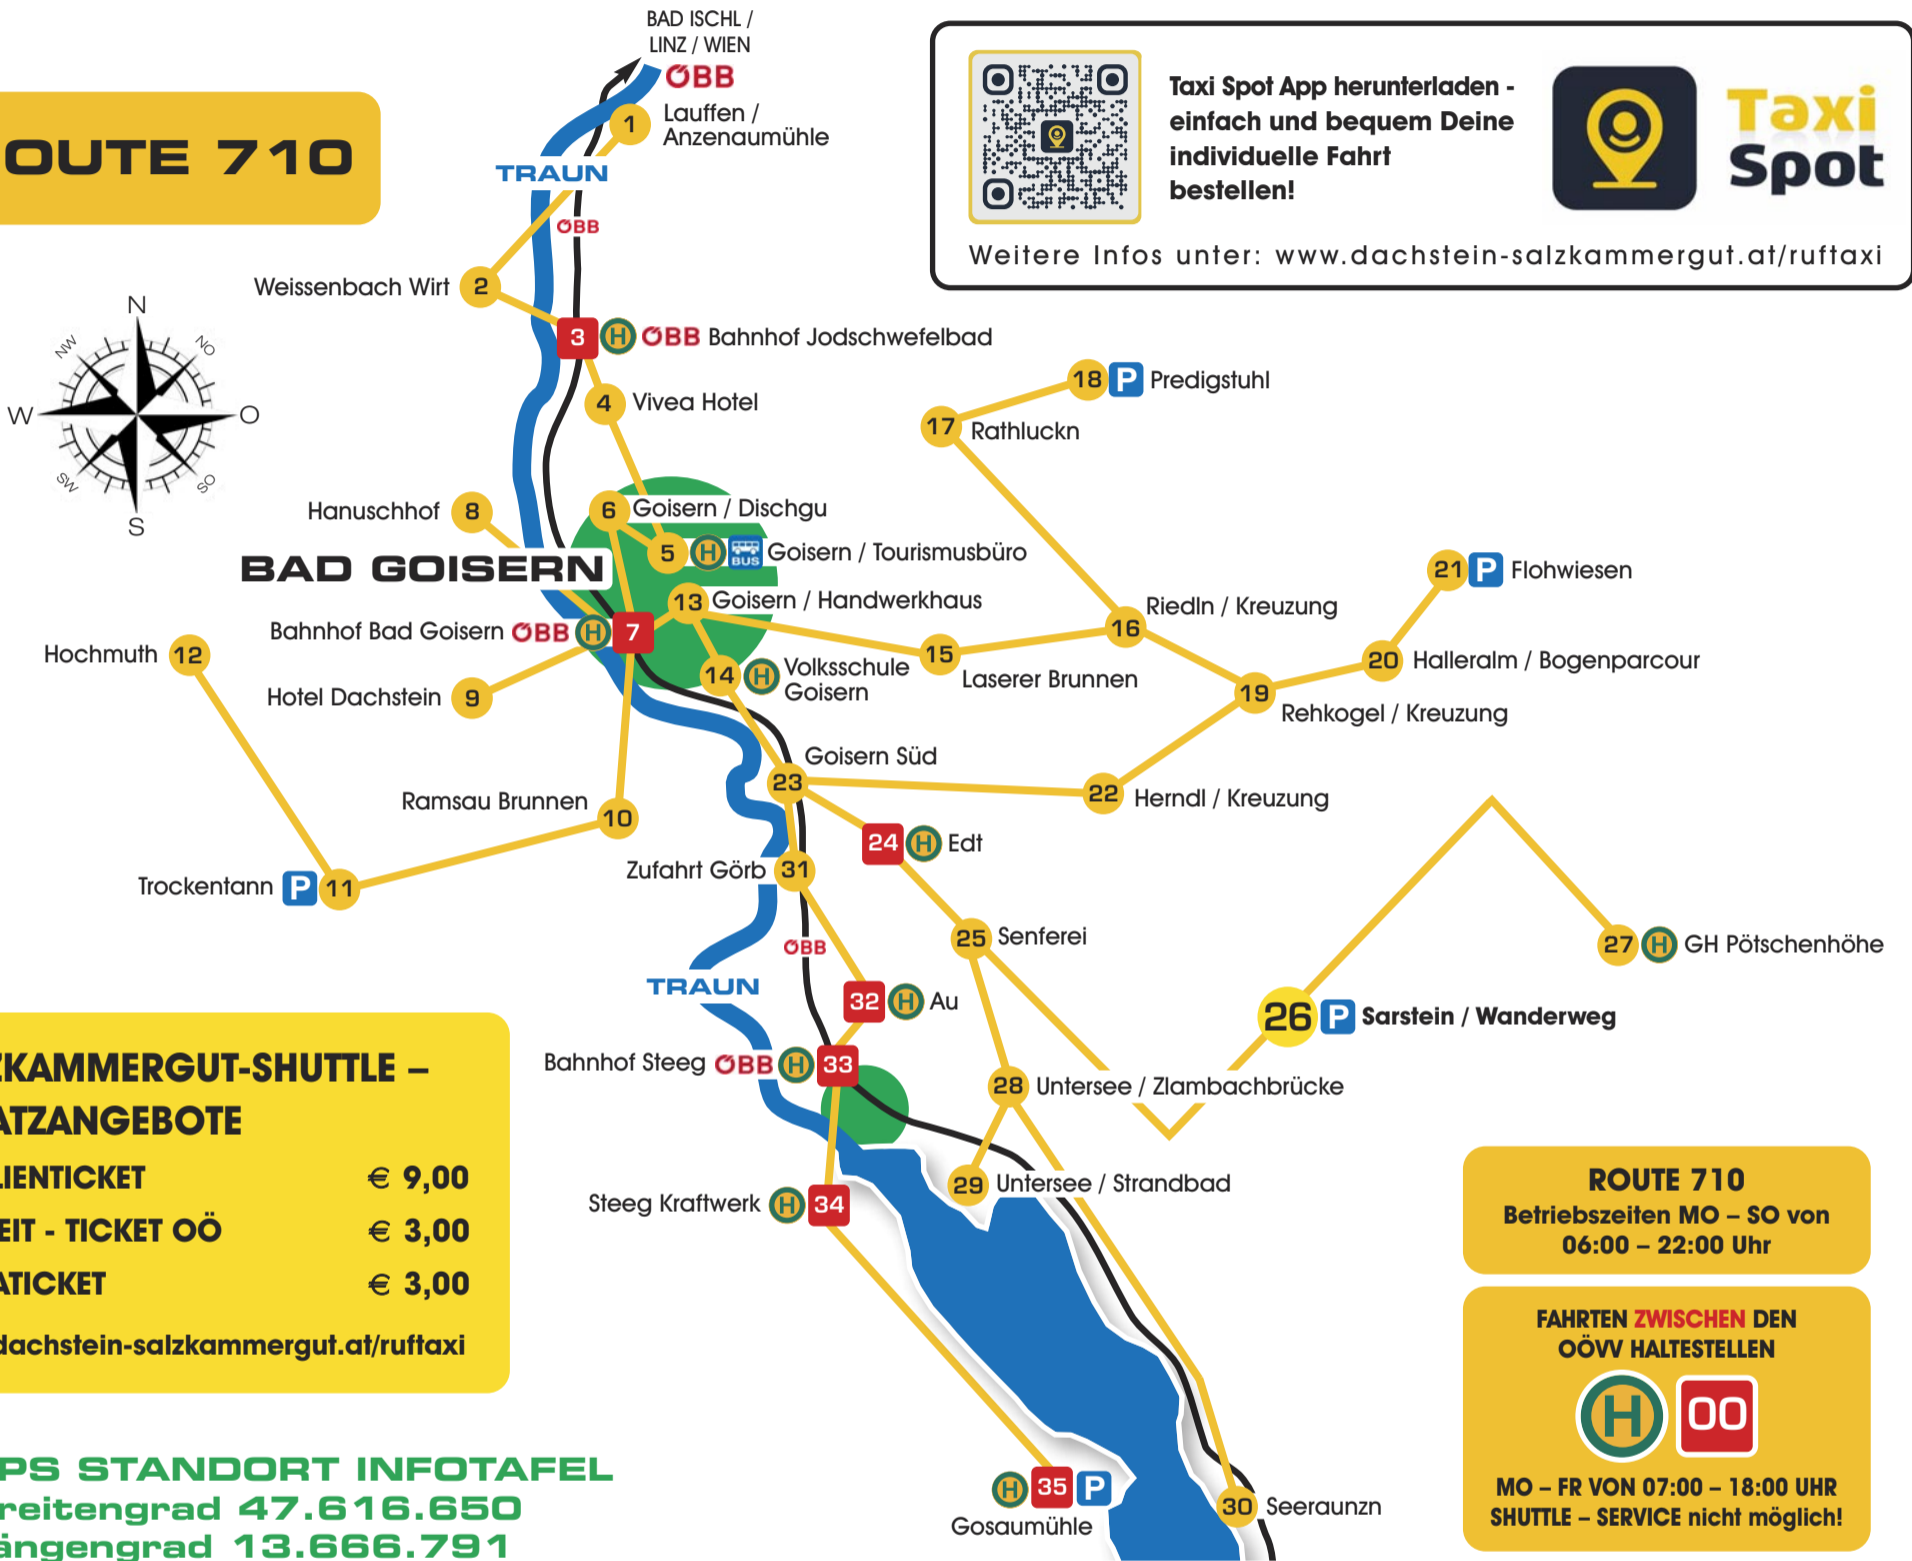 BAD ISCHL /
LINZ / WIEN
ÖBB
1
Lauffen /
Anzenaumühle
OUTE 710
TRAUN
ÖBB
Taxi Spot App herunterladen -
einfach und bequem Deine
individuelle Fahrt
bestellen!
Taxi
Spot
Weitere Infos unter: www.dachstein-salzkammergut.at/ruftaxi
Weissenbach Wirt 2
N
NW
NO
W
O
SW
SO
S
3 H ÖBB Bahnhof Jodschwefelbad
4 Vivea Hotel
18 P Predigstuhl
17 Rathluckn
Hanuschhof 8
6 Goisern / Dischgu
5 H BUS Goisern / Tourismusbüro
BAD GOISERN
21 P Flohwiesen
13 Goisern / Handwerkhaus
Riedln / Kreuzung
16
Bahnhof Bad Goisern ÖBB H 7
Hochmuth 12
15
Laserer Brunnen
20 Halleralm / Bogenparcour
14 H Volksschule
Goisern
Hotel Dachstein 9
19
Rehkogel / Kreuzung
Goisern Süd
23
22 Herndl / Kreuzung
Ramsau Brunnen
10
24 H Edt
Zufahrt Görb 31
Trockentann P 11
25 Senferei
ÖBB
27 H GH Pötschenhöhe
TRAUN
32 H Au
26 P Sarstein / Wanderweg
Bahnhof Steeg ÖBB H 33
28 Untersee / Zlambachbrücke
29 Untersee / Strandbad
Steeg Kraftwerk H 34
H 35 P
Gosaumühle
30 Seeraunzn
ZKAMMERGUT-SHUTTLE –
ATZANGEBOTE
LIENTICKET € 9,00
EIT - TICKET OÖ € 3,00
ATICKET € 3,00
dachstein-salzkammergut.at/ruftaxi
PS STANDORT INFOTAFEL
reitengrad 47.616.650
ängengrad 13.666.791
ROUTE 710
Betriebszeiten MO – SO von
06:00 – 22:00 Uhr
FAHRTEN ZWISCHEN DEN
OÖVV HALTESTELLEN
H 00
MO – FR VON 07:00 – 18:00 UHR
SHUTTLE – SERVICE nicht möglich!